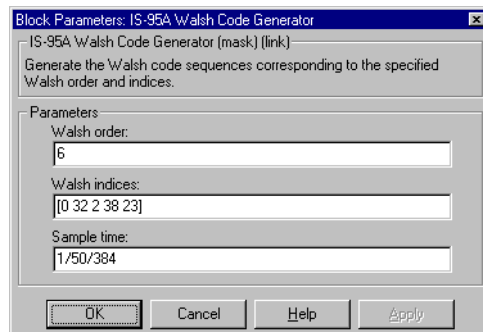 Block Parameters: IS-95A Walsh Code Generator
IS-95A Walsh Code Generator (mask) (link)
Generate the Walsh code sequences corresponding to the specified
Walsh order and indices.
Parameters
Walsh order:
6
Walsh indices:
[0 32 2 38 23]
Sample time:
1/50/384
OK Cancel Help Apply